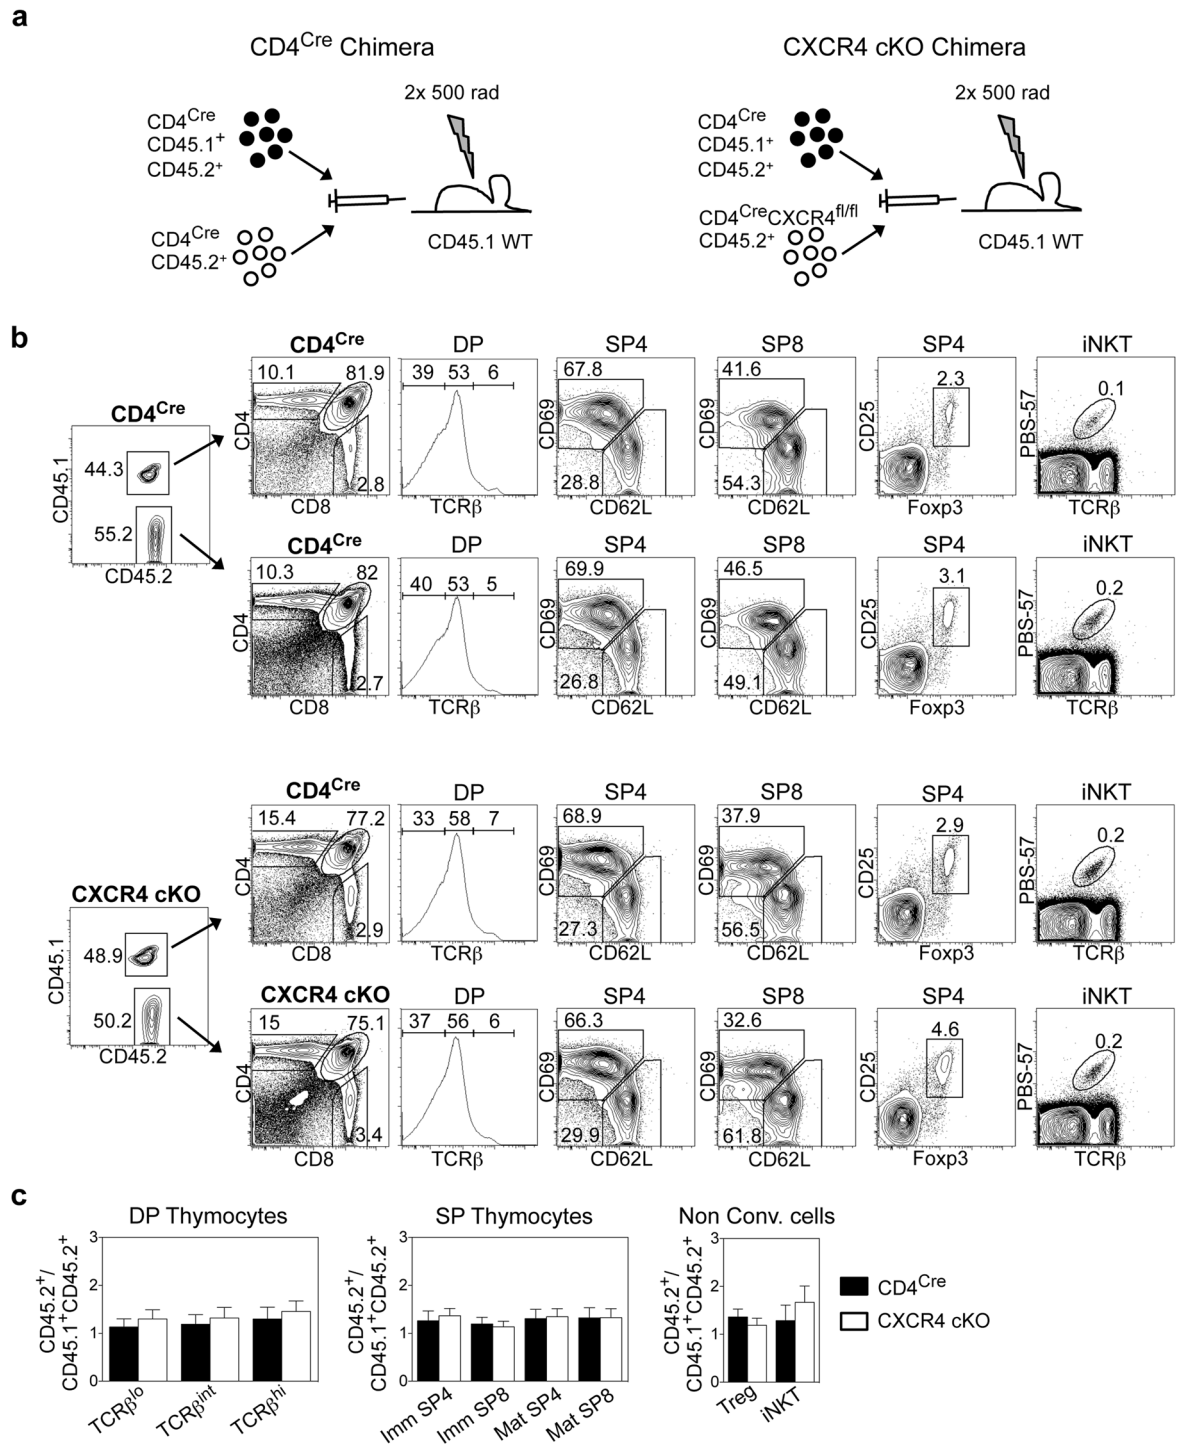 a
CD4Cre Chimera
CXCR4 cKO Chimera
2x 500 rad
2x 500 rad
CD4Cre
CD45.1+
CD45.2+
CD4Cre
CD45.1+
CD45.2+
CD4Cre
CD45.2+
CD45.1 WT
CD4CreCXCR4fl/fl
CD45.2+
CD45.1 WT
b
CD4Cre
DP
SP4
SP8
SP4
iNKT
10.1
81.9
39
53
6
67.8
41.6
2.3
0.1
CD4Cre
CD4
CD69
CD69
CD25
PBS-57
44.3
CD45.1
55.2
CD45.2
2.8
28.8
54.3
CD8
TCRβ
CD62L
CD62L
Foxp3
TCRβ
CD4Cre
DP
SP4
SP8
SP4
iNKT
10.3
82
40
53
5
69.9
46.5
3.1
0.2
CD4
CD69
CD69
CD25
PBS-57
2.7
26.8
49.1
CD8
TCRβ
CD62L
CD62L
Foxp3
TCRβ
CD4Cre
DP
SP4
SP8
SP4
iNKT
15.4
77.2
33
58
7
68.9
37.9
2.9
0.2
CD4
CD69
CD69
CD25
PBS-57
CXCR4 cKO
48.9
CD45.1
50.2
CD45.2
2.9
27.3
56.5
CD8
TCRβ
CD62L
CD62L
Foxp3
TCRβ
CXCR4 cKO
DP
SP4
SP8
SP4
iNKT
15
75.1
37
56
6
66.3
32.6
4.6
0.2
CD4
CD69
CD69
CD25
PBS-57
3.4
29.9
61.8
CD8
TCRβ
CD62L
CD62L
Foxp3
TCRβ
c
DP Thymocytes
CD45.2+/
CD45.1+CD45.2+
3
2
1
0
TCRβlo
TCRβint
TCRβhi
SP Thymocytes
CD45.2+/
CD45.1+CD45.2+
3
2
1
0
Imm SP4
Imm SP8
Mat SP4
Mat SP8
Non Conv. cells
CD45.2+/
CD45.1+CD45.2+
3
2
1
0
Treg
iNKT
CD4Cre
CXCR4 cKO